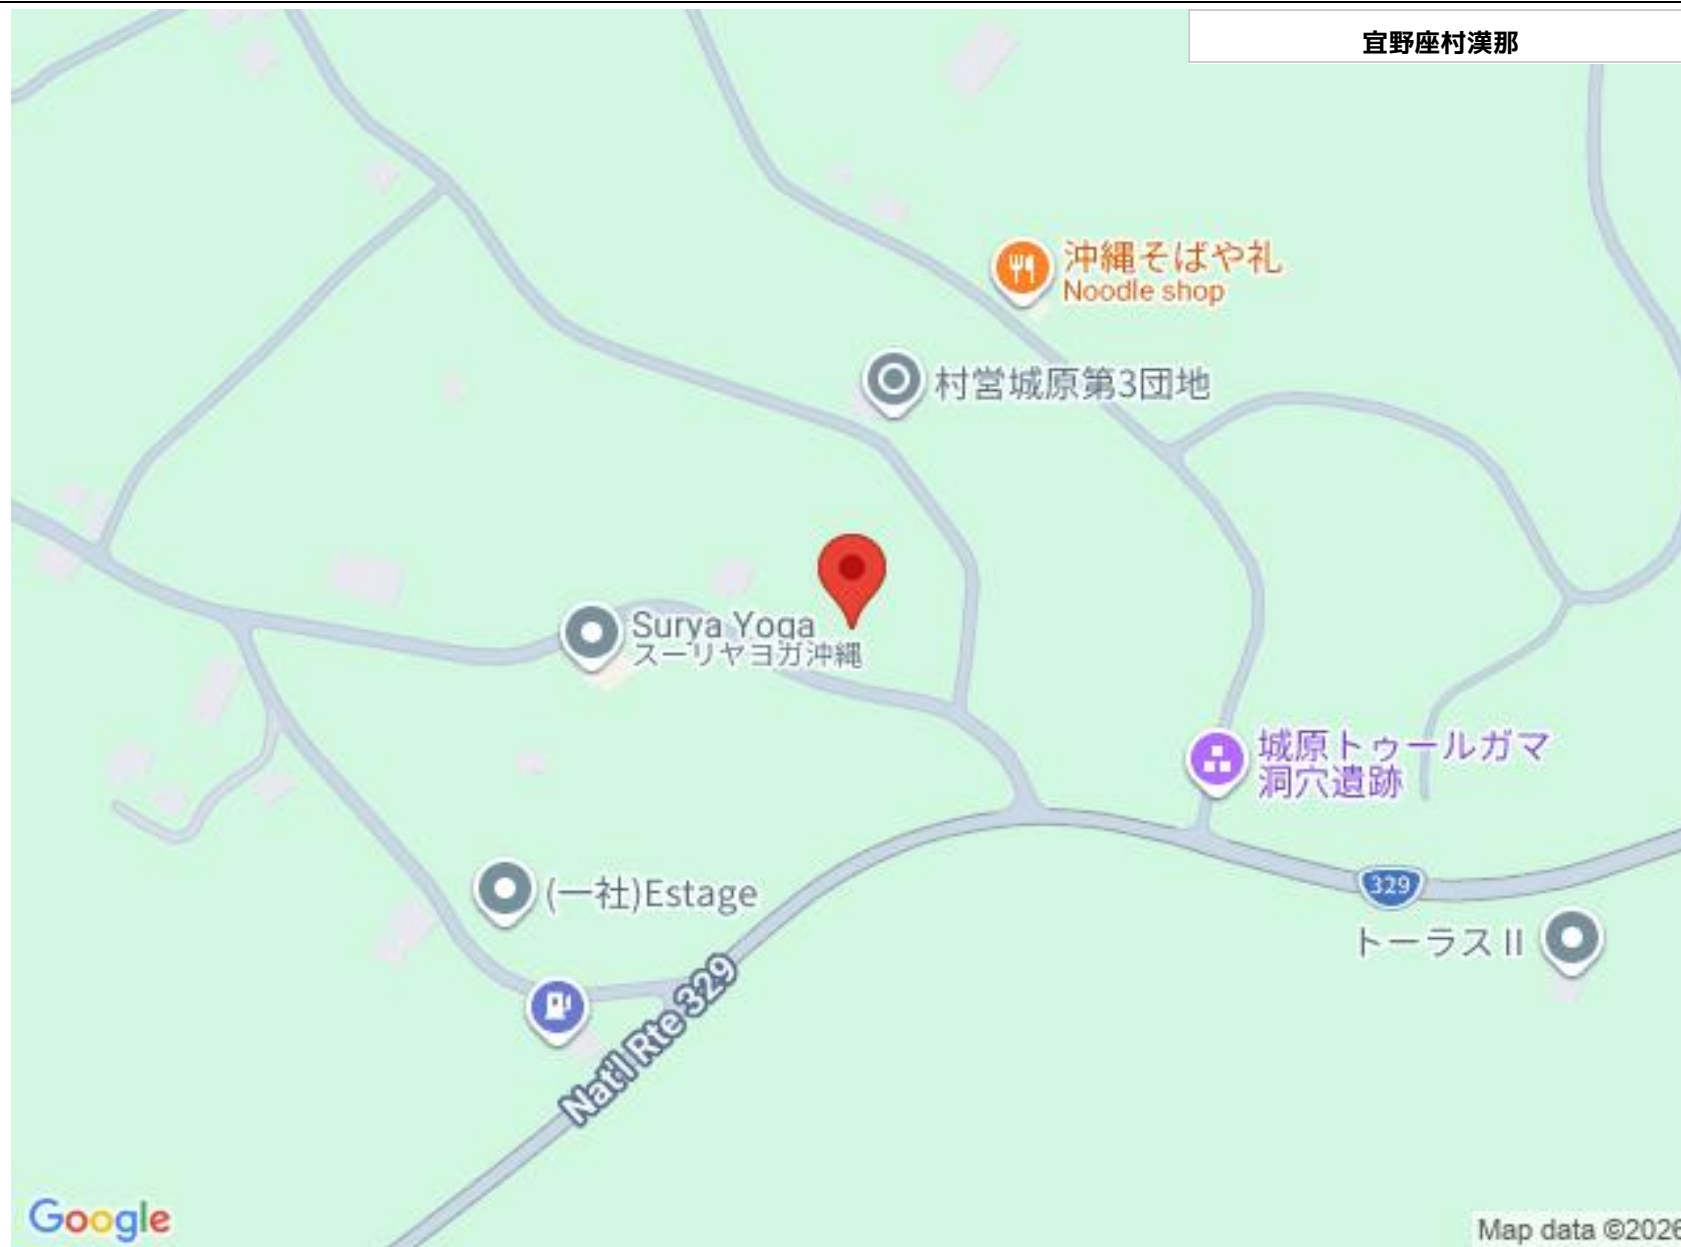 宜野座村漢那
沖縄そばや礼
Noodle shop
村営城原第3団地
Surya Yoga
スーリヤヨガ沖縄
城原トゥールガマ
洞穴遺跡
329
(一社)Estage
トーラスⅡ
Nat'l Rte 329
Google
Map data ©2026